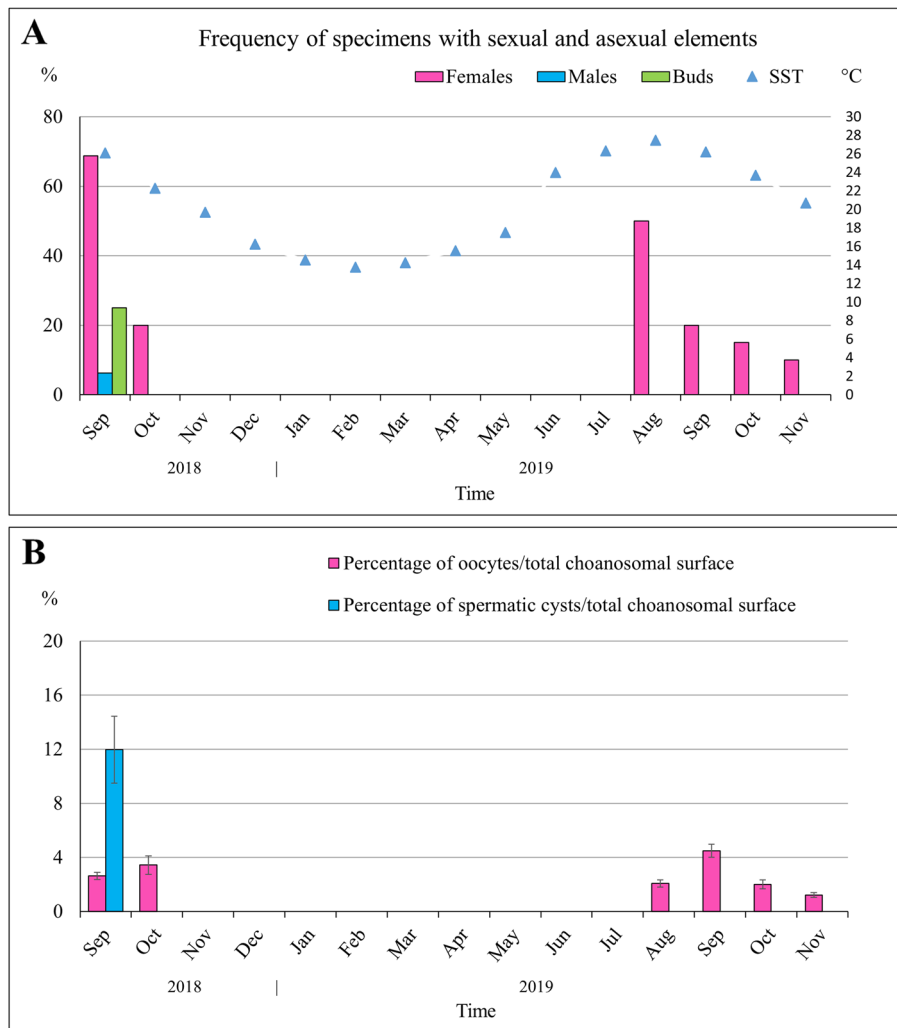 A
Frequency of specimens with sexual and asexual elements
% Females Males Buds SST °C
80
60
40
20
0
30
28
26
24
22
20
18
16
14
12
10
8
6
4
2
0
Sep Oct Nov Dec Jan Feb Mar Apr May Jun Jul Aug Sep Oct Nov
2018 | 2019
Time
B
Percentage of oocytes/total choanosomal surface
%
Percentage of spermatic cysts/total choanosomal surface
20
16
12
8
4
0
Sep Oct Nov Dec Jan Feb Mar Apr May Jun Jul Aug Sep Oct Nov
2018 | 2019
Time